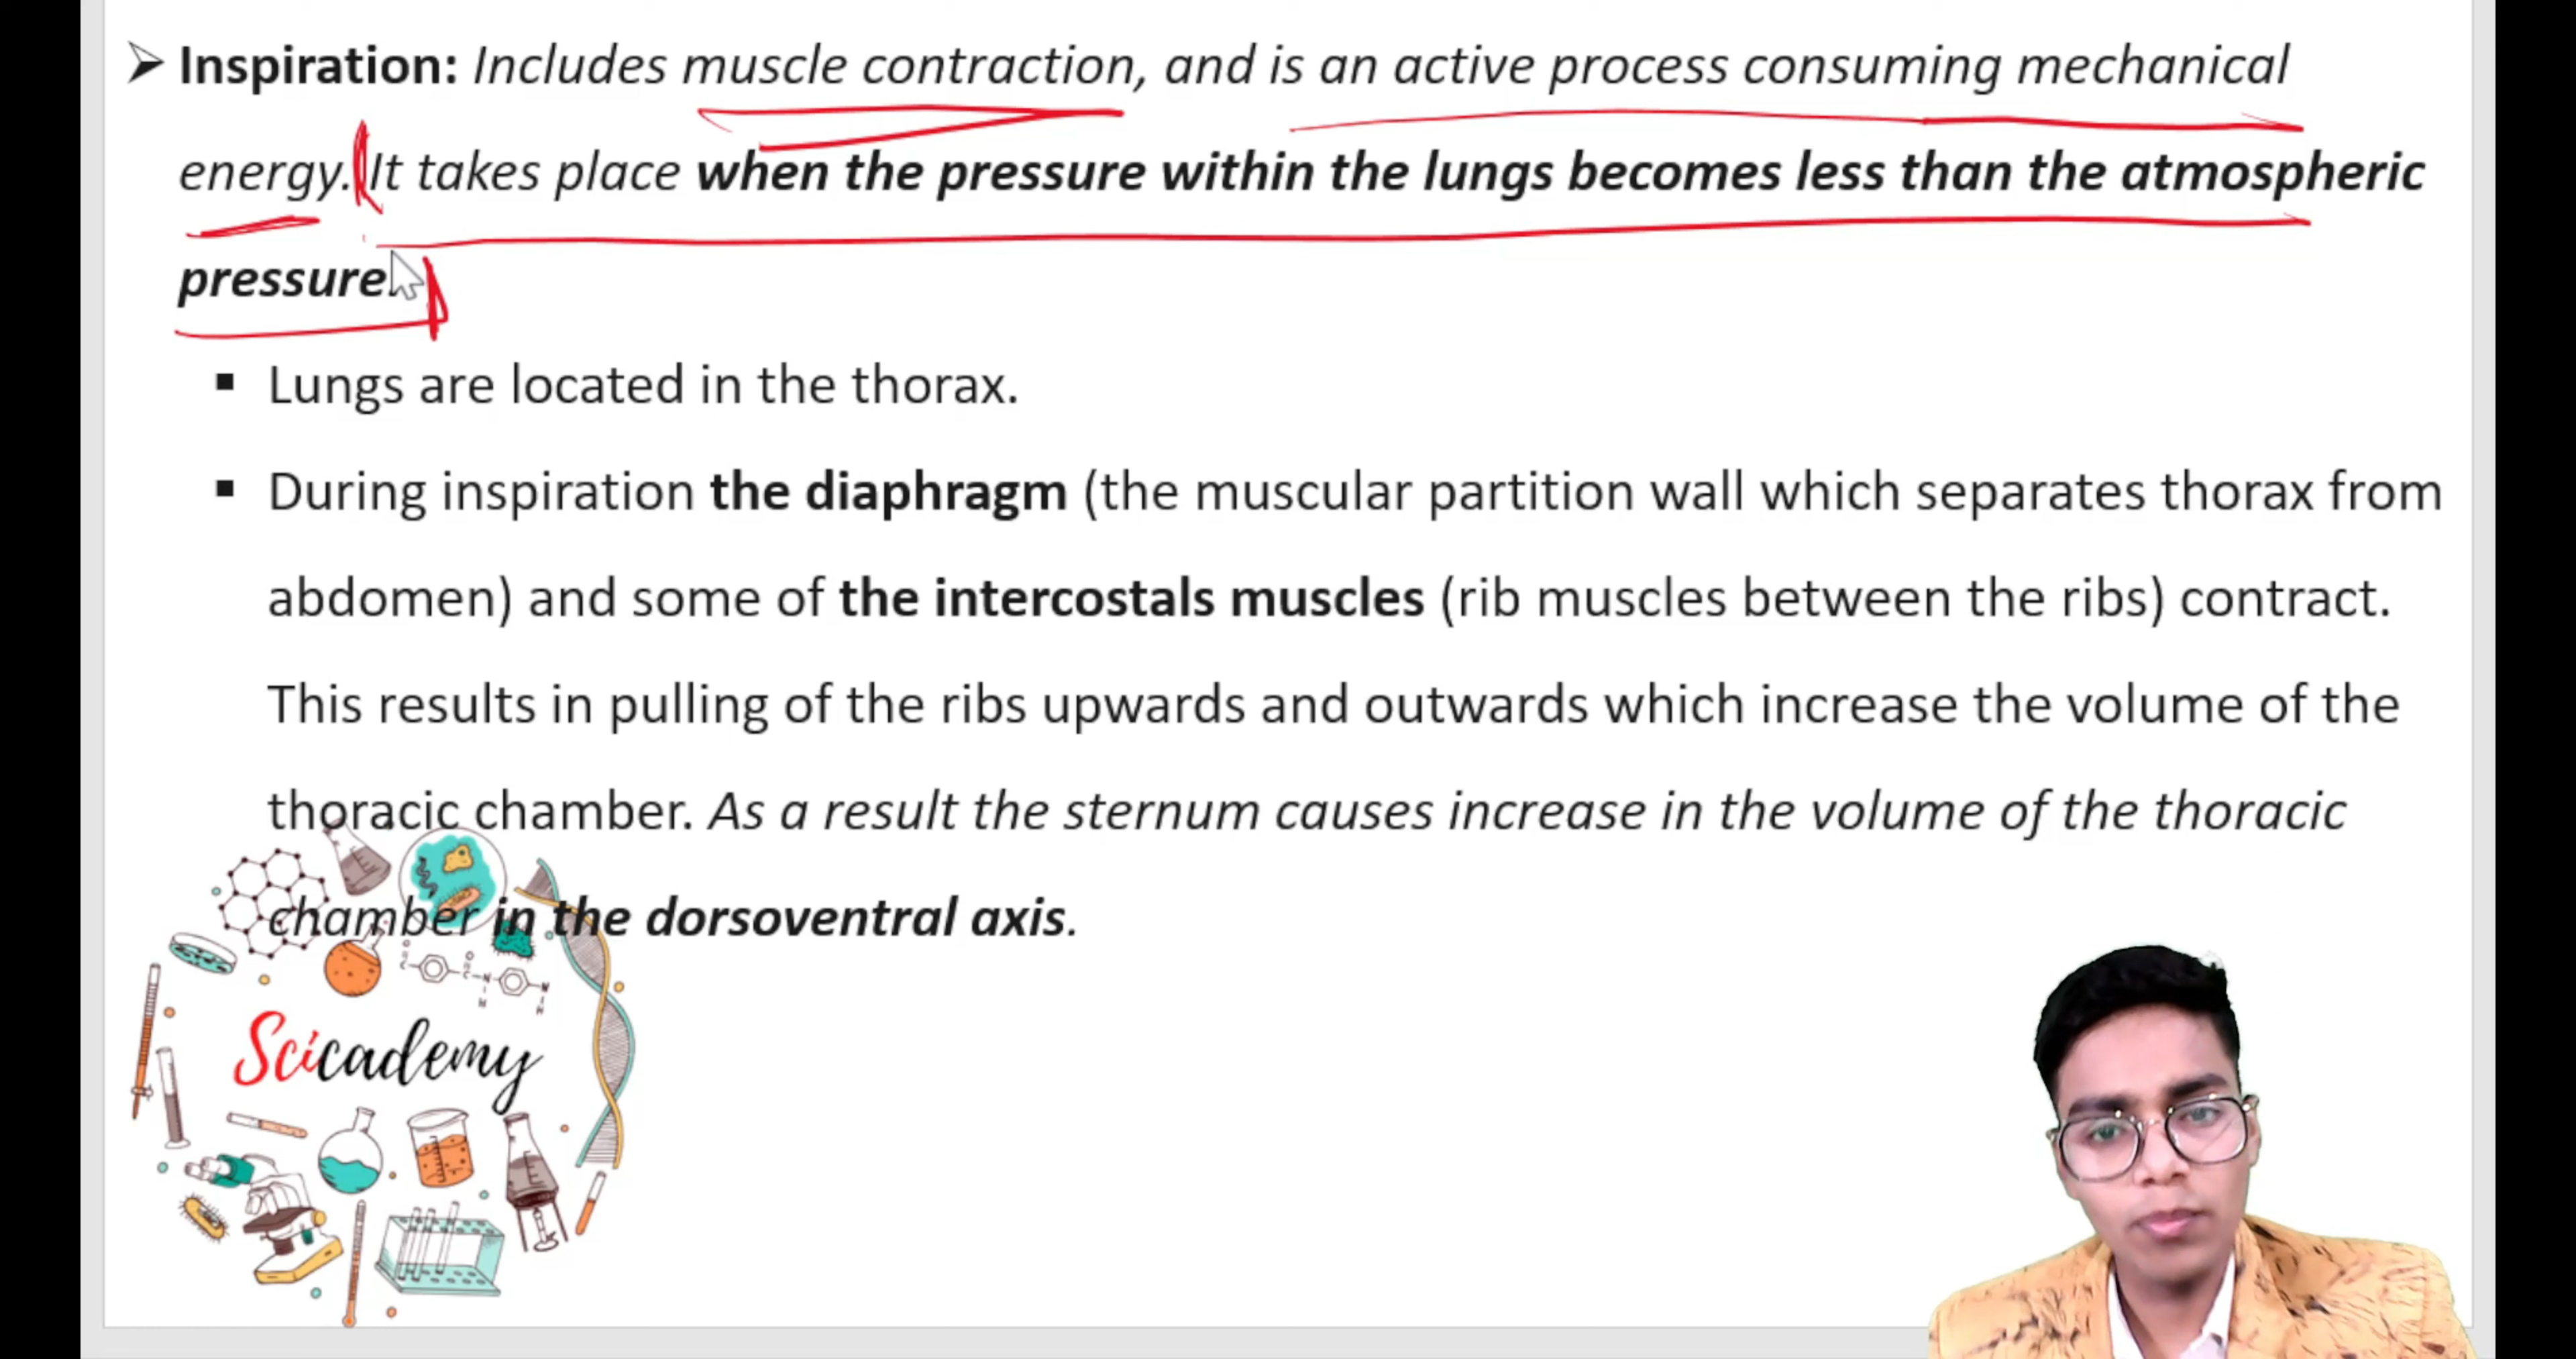 ➢ Inspiration: Includes muscle contraction, and is an active process consuming mechanical
energy. It takes place when the pressure within the lungs becomes less than the atmospheric
pressure.
▪ Lungs are located in the thorax.
▪ During inspiration the diaphragm (the muscular partition wall which separates thorax from
abdomen) and some of the intercostals muscles (rib muscles between the ribs) contract.
This results in pulling of the ribs upwards and outwards which increase the volume of the
thoracic chamber. As a result the sternum causes increase in the volume of the thoracic
chamber in the dorsoventral axis.
Scicademy